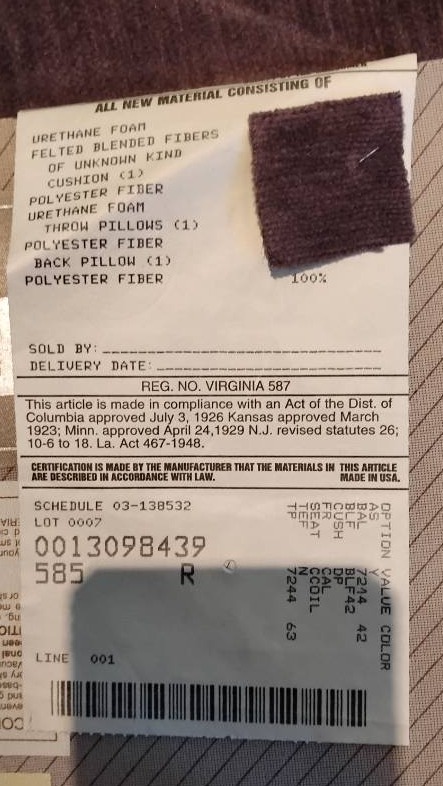 ALL NEW MATERIAL CONSISTING OF
URETHANE FOAM
FELTED BLENDED FIBERS
OF UNKNOWN KIND
CUSHION (1)
POLYESTER FIBER
URETHANE FOAM
THROW PILLOWS (1)
POLYESTER FIBER
BACK PILLOW (1)
POLYESTER FIBER 100%
SOLD BY:
DELIVERY DATE:
REG. NO. VIRGINIA 587
This article is made in compliance with an Act of the Dist. of
Columbia approved July 3, 1926 Kansas approved March
1923; Minn. approved April 24,1929 N.J. revised statutes 26;
10-6 to 18. La. Act 467-1948.
CERTIFICATION IS MADE BY THE MANUFACTURER THAT THE MATERIALS IN THIS ARTICLE
ARE DESCRIBED IN ACCORDANCE WITH LAW. MADE IN USA.
SCHEDULE 03-138532
LOT 0007
0013098439
585 R
LINE 001
OPTION VALUE COLOR
AS Y
BAL 7244 42
BLF BLF42
CUSH DP
FR CAL
SEAT CCOIL
TEF N
TP 7244 63